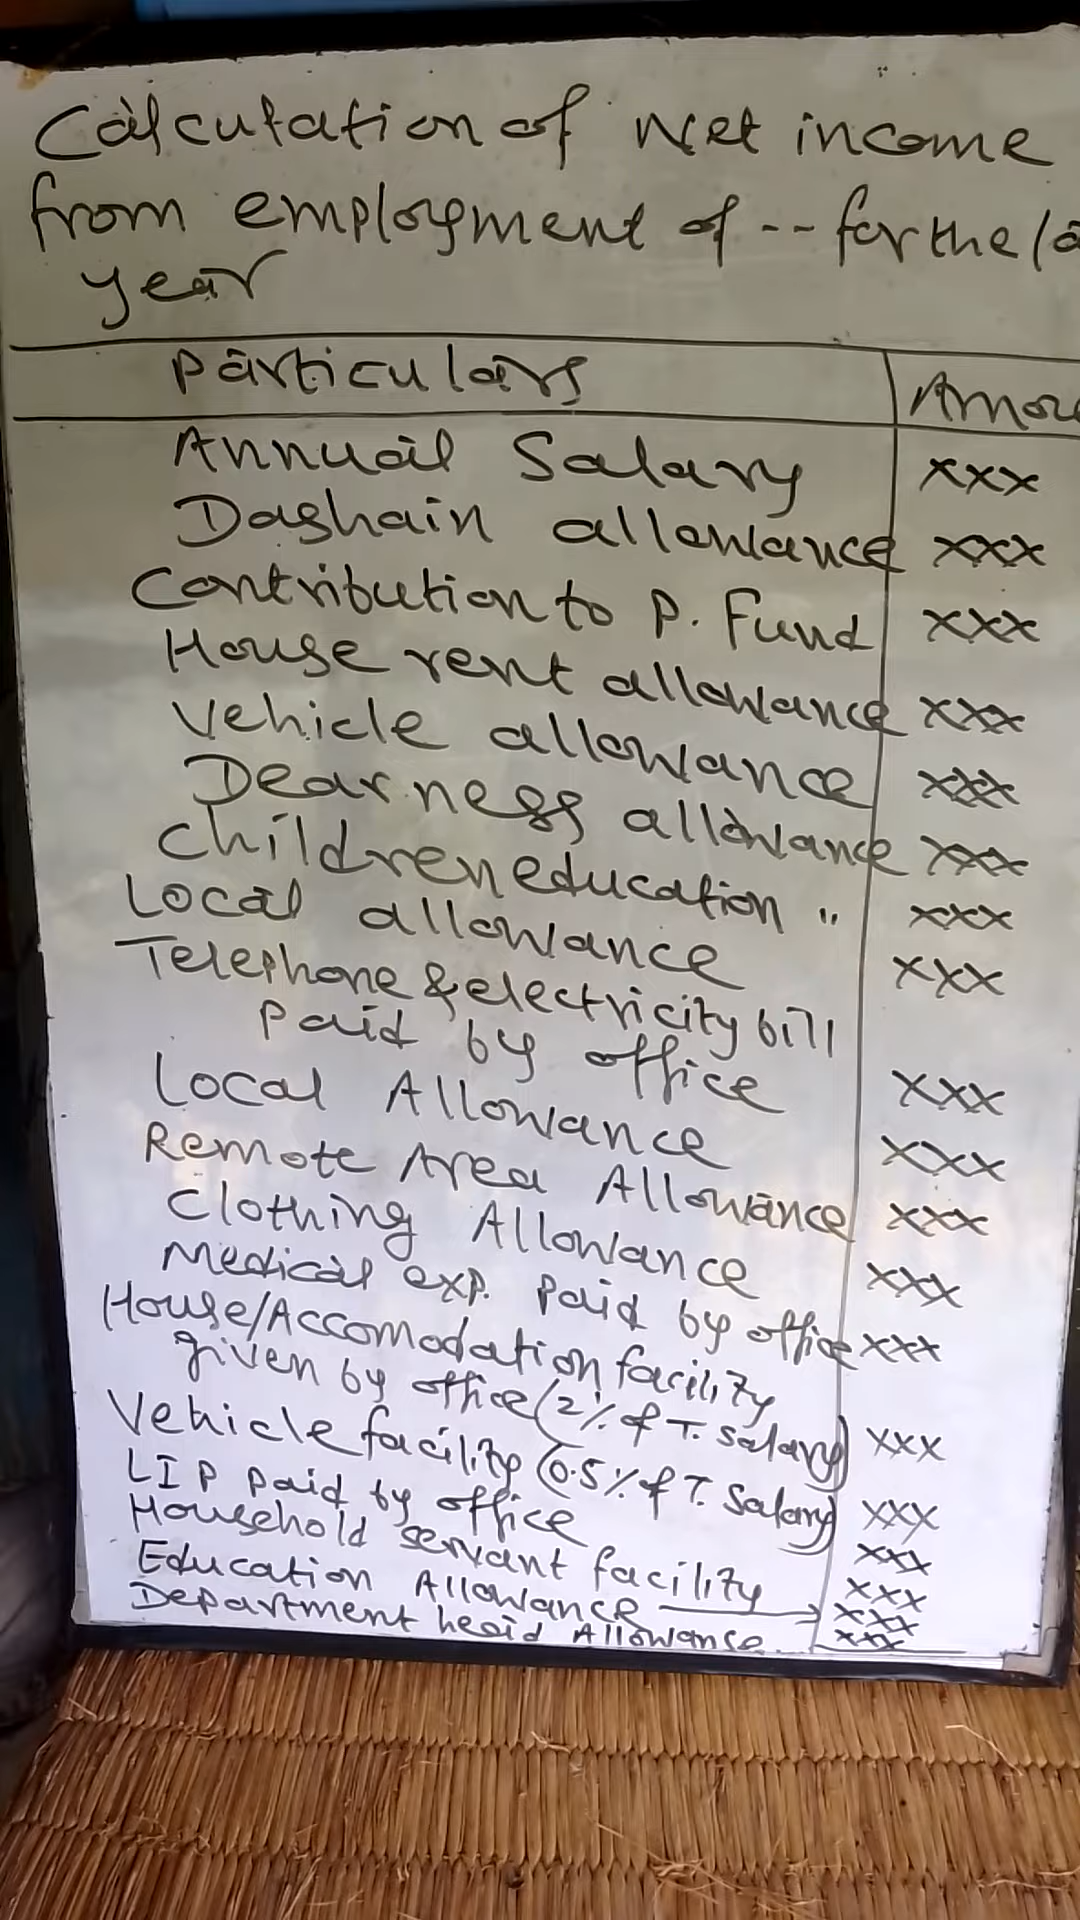 Calculation of Net income
from employment of -- for the
year
Particulars
Annual Salary xxx
Dashain allowance xxx
Contribution to P. Fund xxx
House rent allowance xxx
Vehicle allowance xxx
Dearness allowance xxx
Children education " xxx
Local allowance xxx
Telephone & electricity bill
Paid by office xxx
Local Allowance xxx
Remote Area Allowance xxx
Clothing Allowance xxx
Medical exp. paid by office xxx
House/Accomodation facility
given by office (2% of T. salary) xxx
Vehicle facility (0.5% of T. Salary) xxx
LIP paid by office xxx
Household servant facility xxx
Education Allowance → xxx
Department head Allowance xxx